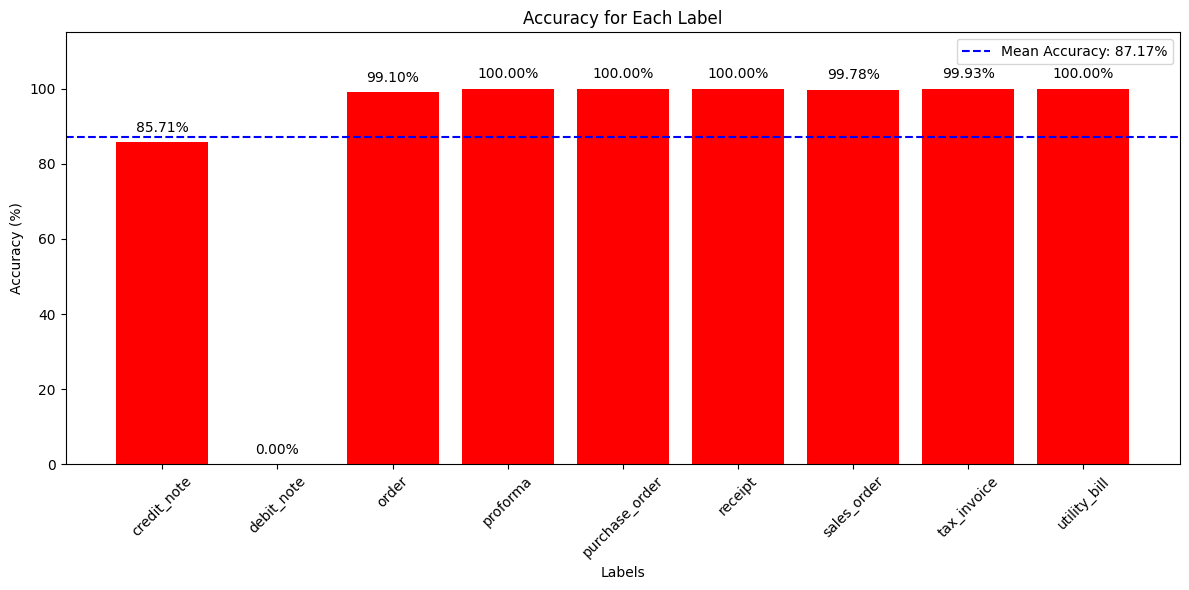 Accuracy for Each Label
Mean Accuracy: 87.17%
Accuracy (%)
100
80
60
40
20
0
85.71%
0.00%
99.10%
100.00%
100.00%
100.00%
99.78%
99.93%
100.00%
credit_note
debit_note
order
proforma
purchase_order
receipt
sales_order
tax_invoice
utility_bill
Labels